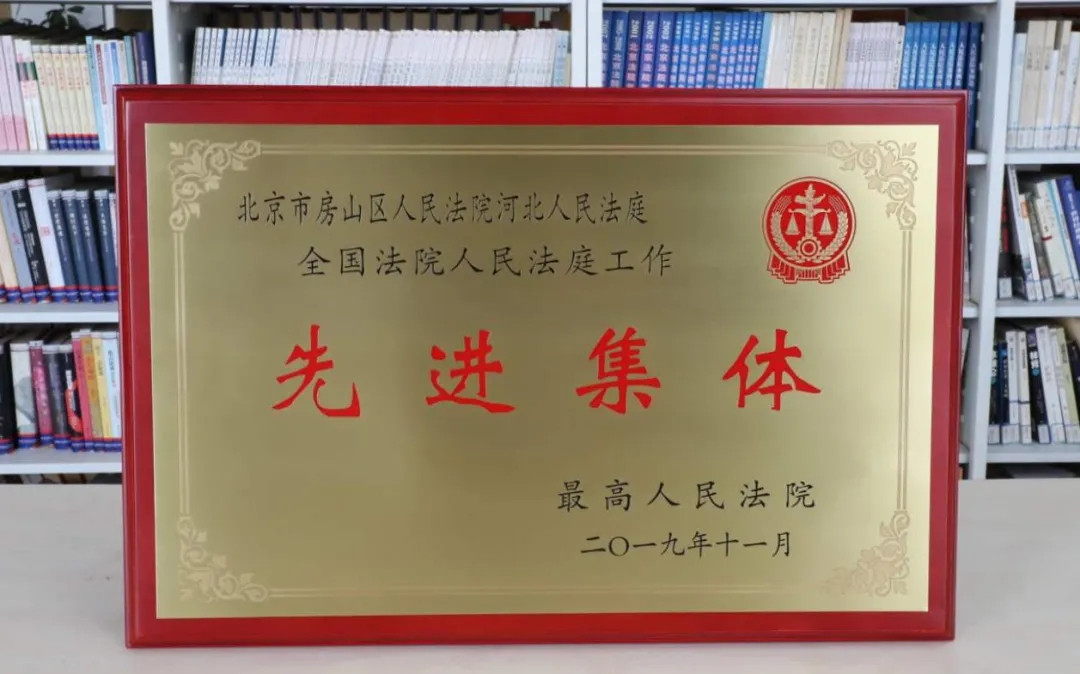 北京市房山区人民法院河北人民法庭
全国法院人民法庭工作
先进集体
最高人民法院
二〇一九年十一月